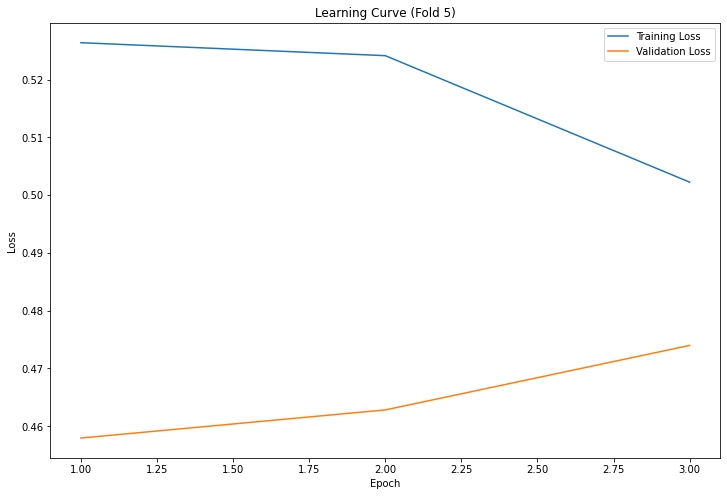 Learning Curve (Fold 5)
Training Loss
Validation Loss
0.52
0.51
0.50
0.49
0.48
0.47
0.46
Loss
1.00 1.25 1.50 1.75 2.00 2.25 2.50 2.75 3.00
Epoch